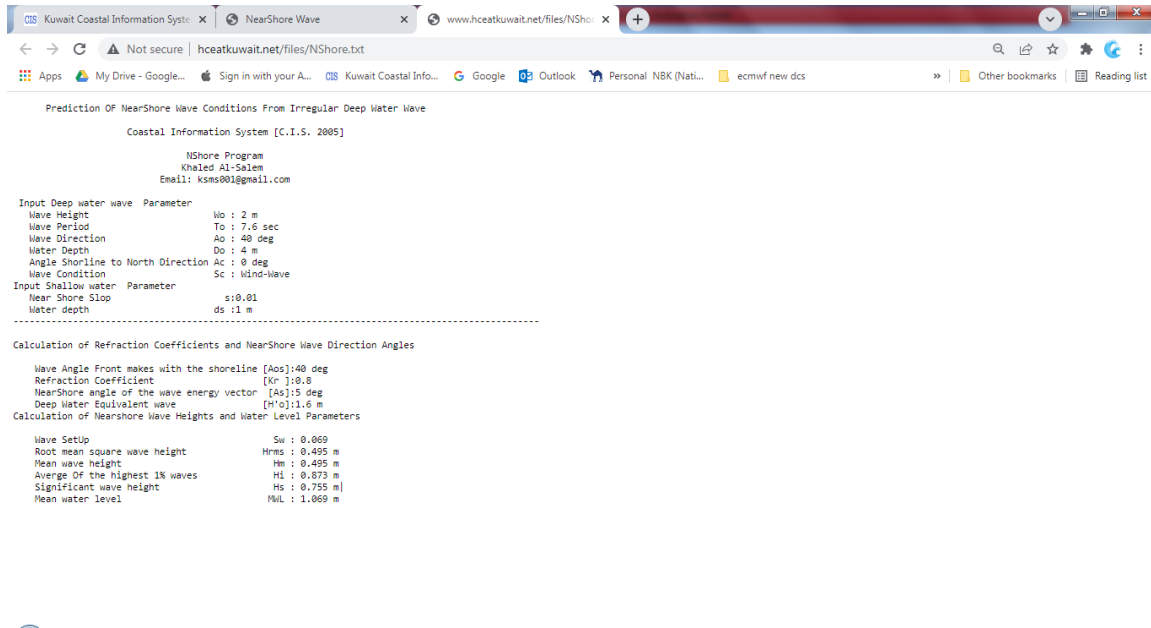 CIS Kuwait Coastal Information Syste
NearShore Wave
www.hceatkuwait.net/files/NSho
Not secure hceatkuwait.net/files/NShore.txt
Apps My Drive - Google... Sign in with your A... CIS Kuwait Coastal Info... G Google Outlook Personal NBK (Nati... ecmwf new dcs » Other bookmarks Reading list
Prediction OF NearShore Wave Conditions From Irregular Deep Water Wave
Coastal Information System [C.I.S. 2005]
NShore Program
Khaled Al-Salem
Email: ksms001@gmail.com
Input Deep water wave Parameter
Wave Height Wo : 2 m
Wave Period To : 7.6 sec
Wave Direction Ao : 40 deg
Water Depth Do : 4 m
Angle Shorline to North Direction Ac : 0 deg
Wave Condition Sc : Wind-Wave
Input Shallow water Parameter
Near Shore Slop s:0.01
Water depth ds :1 m
----------------------------------------------------------------------------------------
Calculation of Refraction Coefficients and NearShore Wave Direction Angles
Wave Angle Front makes with the shoreline [Aos]:40 deg
Refraction Coefficient [Kr ]:0.8
NearShore angle of the wave energy vector [As]:5 deg
Deep Water Equivalent wave [H'o]:1.6 m
Calculation of Nearshore Wave Heights and Water Level Parameters
Wave SetUp Sw : 0.069
Root mean square wave height Hrms : 0.495 m
Mean wave height Hm : 0.495 m
Averge Of the highest 1% waves Hi : 0.873 m
Significant wave height Hs : 0.755 m
Mean water level MWL : 1.069 m